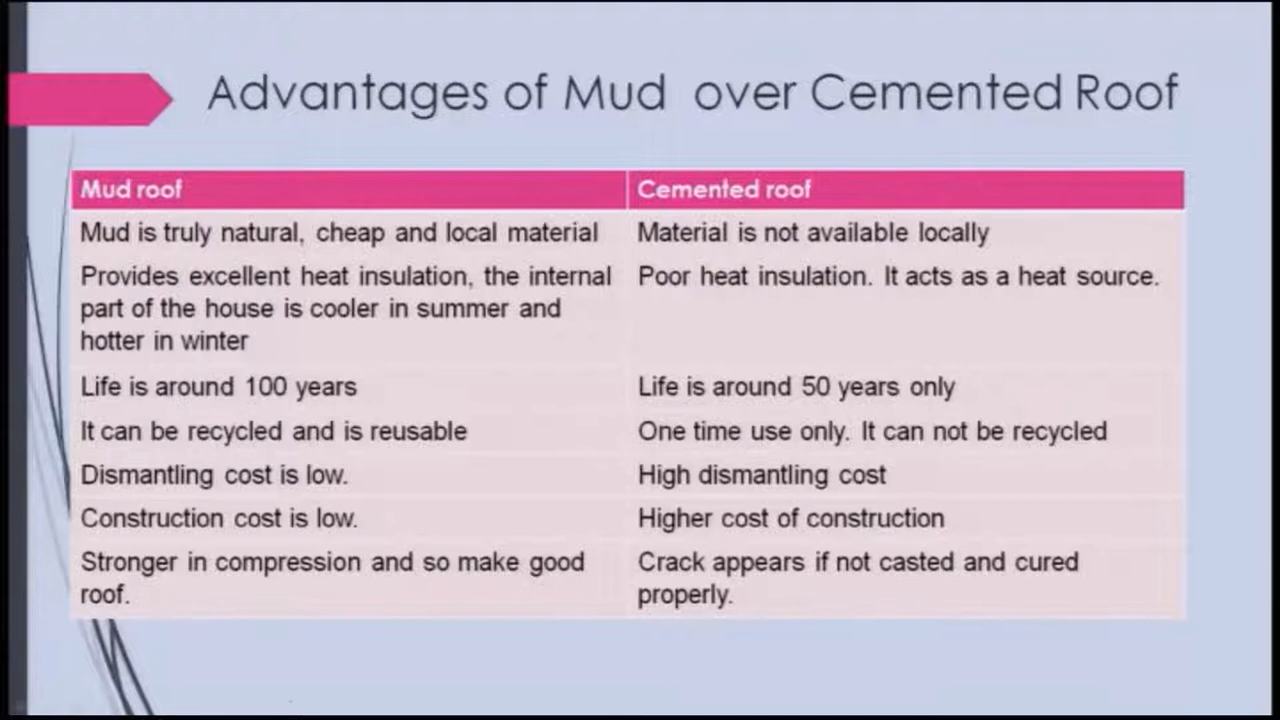 Advantages of Mud over Cemented Roof
Mud roof
Cemented roof
Mud is truly natural, cheap and local material
Material is not available locally
Provides excellent heat insulation, the internal
part of the house is cooler in summer and
hotter in winter
Poor heat insulation. It acts as a heat source.
Life is around 100 years
Life is around 50 years only
It can be recycled and is reusable
One time use only. It can not be recycled
Dismantling cost is low.
High dismantling cost
Construction cost is low.
Higher cost of construction
Stronger in compression and so make good
roof.
Crack appears if not casted and cured
properly.